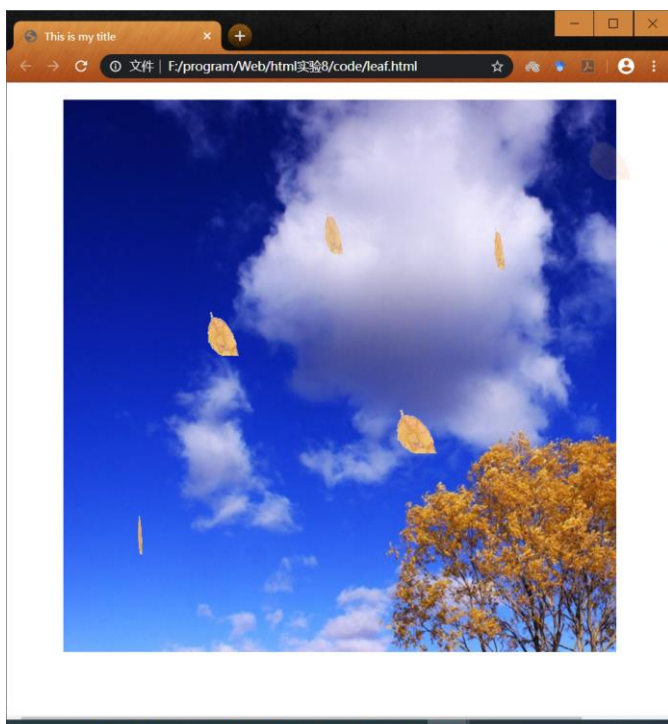 This is my title
文件 | F:/program/Web/html实验8/code/leaf.html